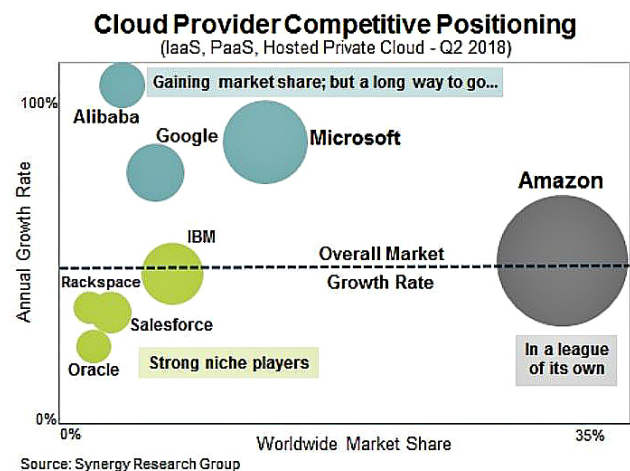 Cloud Provider Competitive Positioning
(IaaS, PaaS, Hosted Private Cloud - Q2 2018)
100%
Gaining market share; but a long way to go...
Alibaba
Google
Microsoft
Amazon
Annual Growth Rate
IBM
Overall Market
Growth Rate
Rackspace
Salesforce
Oracle
Strong niche players
In a league
of its own
0%
0%
35%
Worldwide Market Share
Source: Synergy Research Group